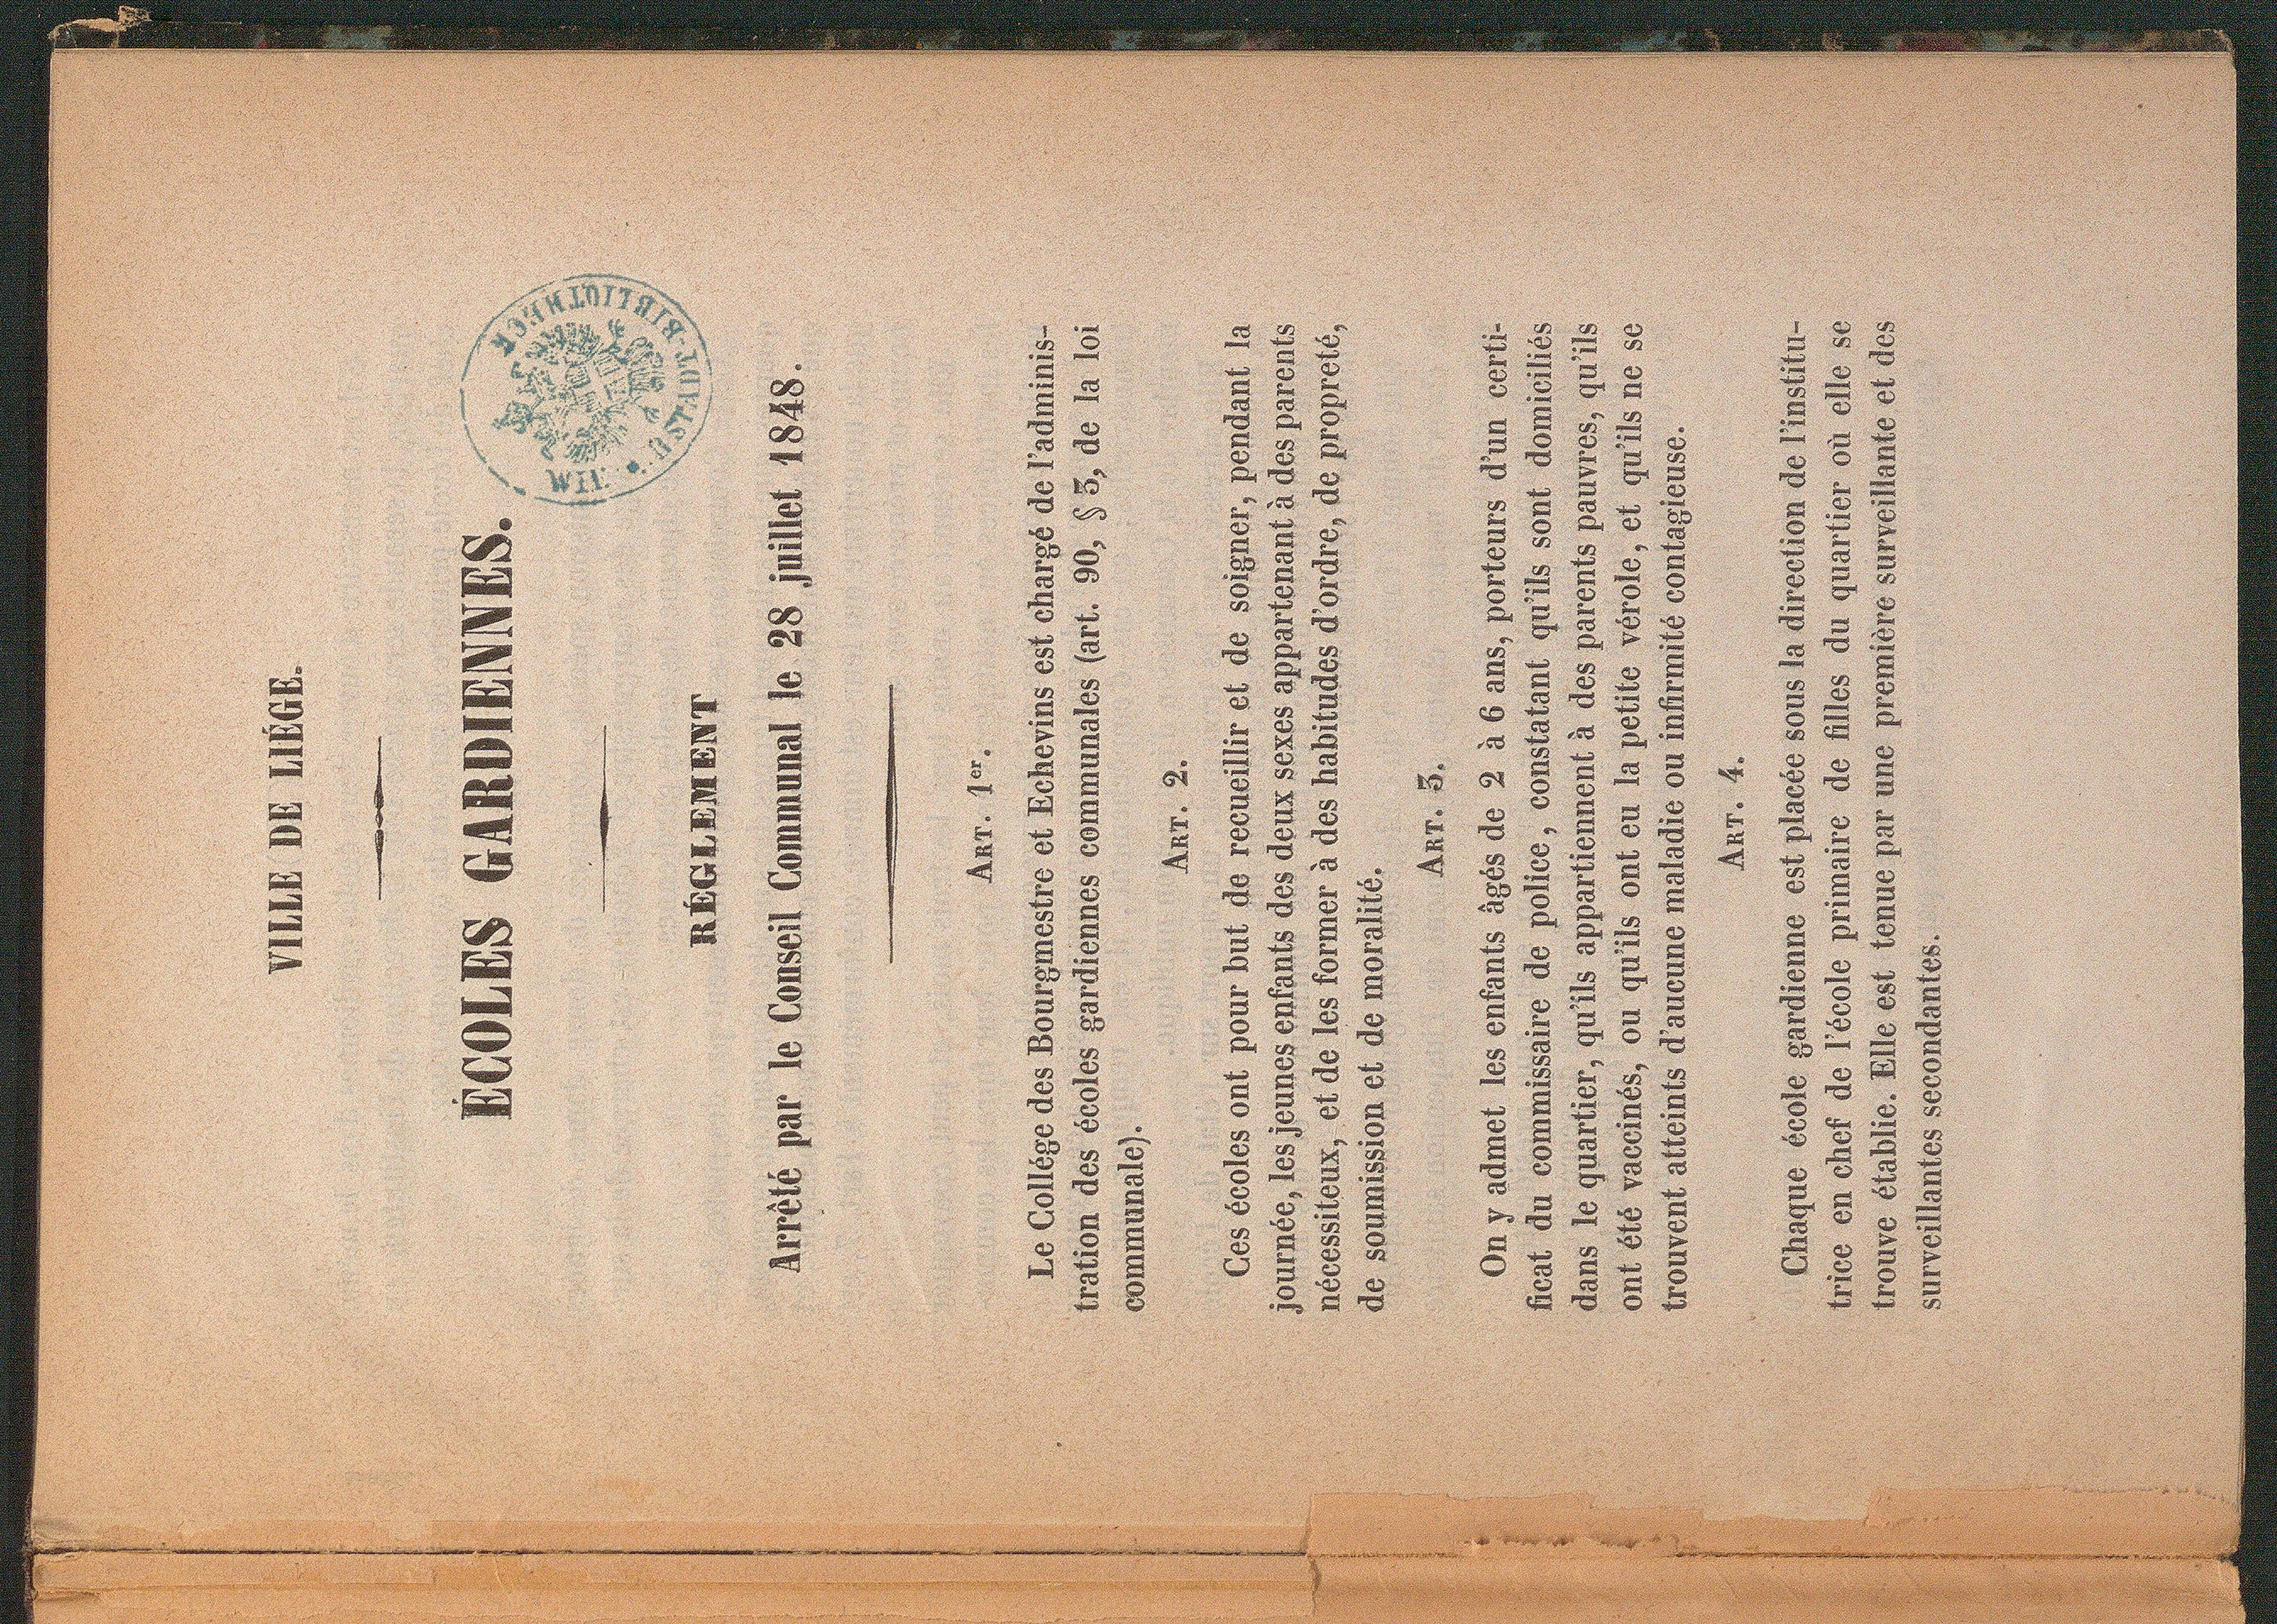 VILLE DE LIÉGE.
ÉCOLES GARDIENNES.
WIE STADT-BIBLIOTHECK
RÉGLEMENT
Arrêté par le Conseil Communal le 28 juillet 1848.
ART. 1er.
Le Collége des Bourgmestre et Echevins est chargé de l'adminis-
tration des écoles gardiennes communales (art. 90, § 3, de la loi
communale).
ART. 2.
Ces écoles ont pour but de recueillir et de soigner, pendant la
journée, les jeunes enfants des deux sexes appartenant à des parents
nécessiteux, et de les former à des habitudes d'ordre, de propreté,
de soumission et de moralité.
ART. 3.
On y admet les enfants âgés de 2 à 6 ans, porteurs d'un certi-
ficat du commissaire de police, constatant qu'ils sont domiciliés
dans le quartier, qu'ils appartiennent à des parents pauvres, qu'ils
ont été vaccinés, ou qu'ils ont eu la petite vérole, et qu'ils ne se
trouvent atteints d'aucune maladie ou infirmité contagieuse.
ART. 4.
Chaque école gardienne est placée sous la direction de l'institu-
trice en chef de l'école primaire de filles du quartier où elle se
trouve établie. Elle est tenue par une première surveillante et des
surveillantes secondantes.